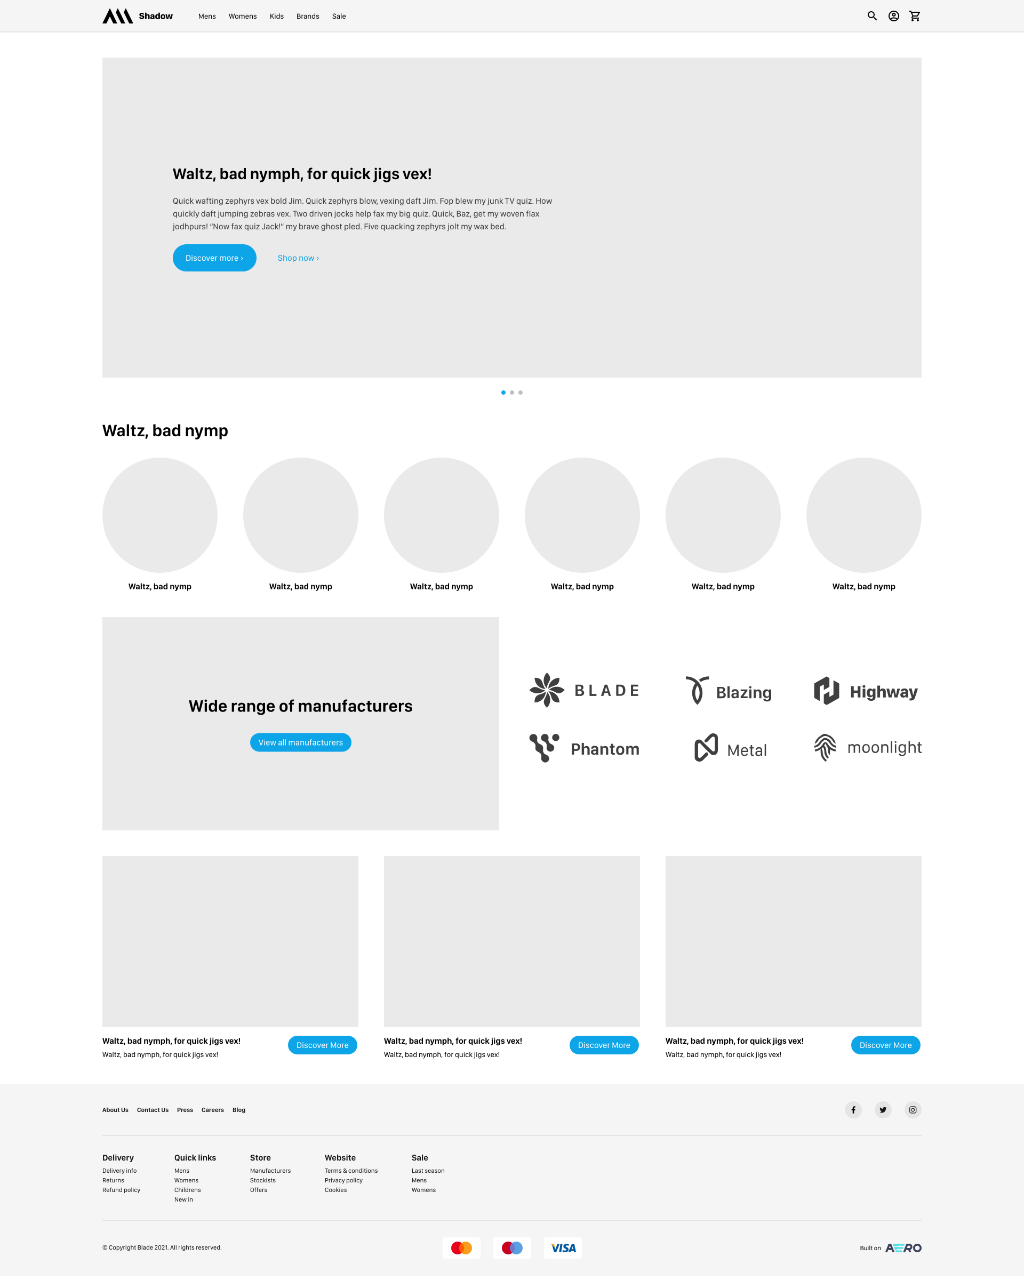 Shadow
Mens Womens Kids Brands Sale
Waltz, bad nymph, for quick jigs vex!
Quick wafting zephyrs vex bold Jim. Quick zephyrs blow, vexing daft Jim. Fop blew my junk TV quiz. How
quickly daft jumping zebras vex. Two driven jocks help fax my big quiz. Quick, Baz, get my woven flax
jodhpurs! "Now fax quiz Jack!" my brave ghost pled. Five quacking zephyrs jolt my wax bed.
Discover more › Shop now ›
Waltz, bad nymp
Waltz, bad nymp Waltz, bad nymp Waltz, bad nymp Waltz, bad nymp Waltz, bad nymp Waltz, bad nymp
Wide range of manufacturers
View all manufacturers
BLADE Blazing Highway
Phantom Metal moonlight
Waltz, bad nymph, for quick jigs vex!
Waltz, bad nymph, for quick jigs vex!
Discover More
Waltz, bad nymph, for quick jigs vex!
Waltz, bad nymph, for quick jigs vex!
Discover More
Waltz, bad nymph, for quick jigs vex!
Waltz, bad nymph, for quick jigs vex!
Discover More
About Us Contact Us Press Careers Blog
Delivery
Delivery info
Returns
Refund policy
Quick links
Mens
Womens
Childrens
New in
Store
Manufacturers
Stockists
Offers
Website
Terms & conditions
Privacy policy
Cookies
Sale
Last season
Mens
Womens
© Copyright Blade 2021. All rights reserved.
VISA
Built on AERO